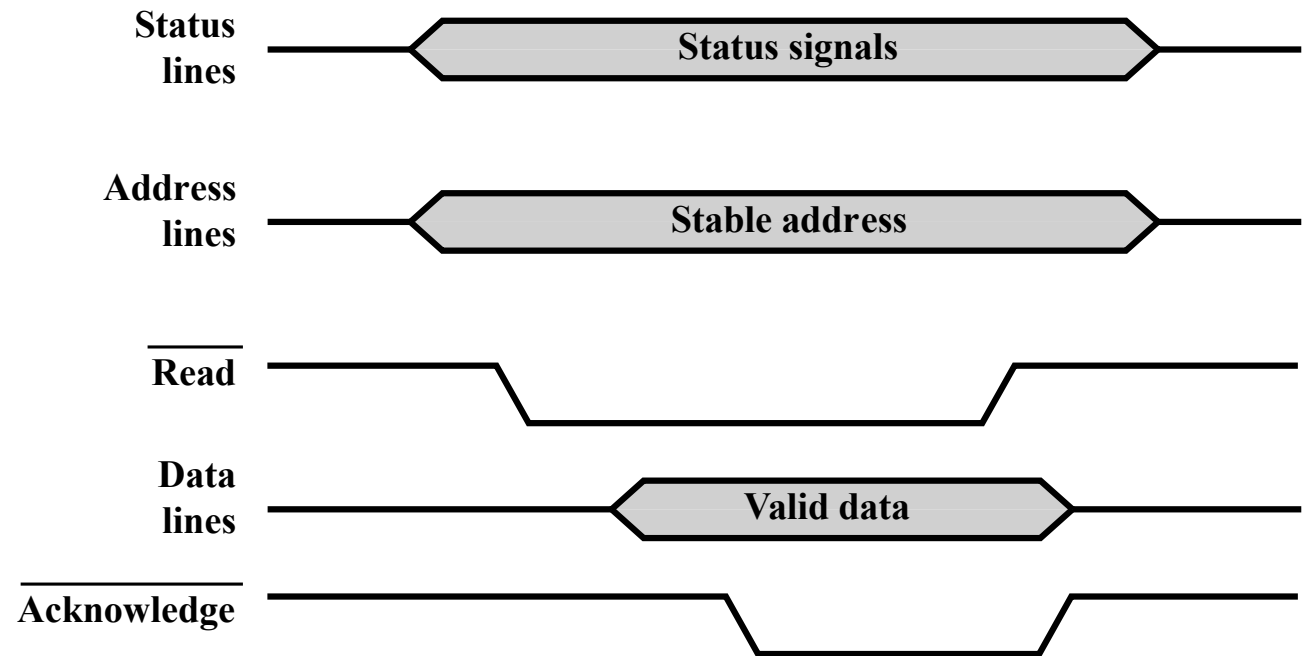 Status
lines
Status signals
Address
lines
Stable address
Read
Data
lines
Valid data
Acknowledge